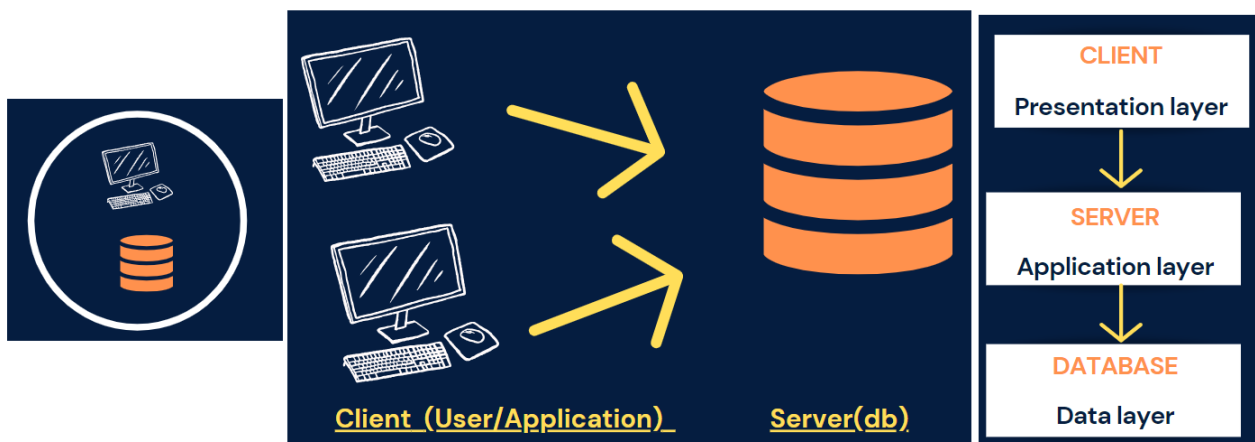 Client (User/Application)
Server(db)
CLIENT
Presentation layer
SERVER
Application layer
DATABASE
Data layer